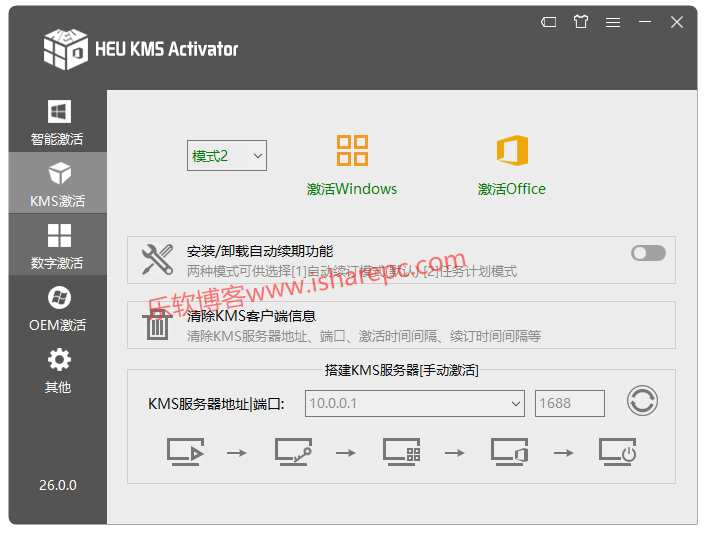 HEU KMS Activator
智能激活
KMS激活
数字激活
OEM激活
其他
26.0.0
模式2
激活Windows
激活Office
安装/卸载自动续期功能
两种模式可供选择[1]自动续订模式(默认) [2]任务计划模式
乐软博客www.isharepc.com
清除KMS客户端信息
清除KMS服务器地址、端口、激活时间间隔、续订时间间隔等
搭建KMS服务器[手动激活]
KMS服务器地址|端口: 10.0.0.1 1688